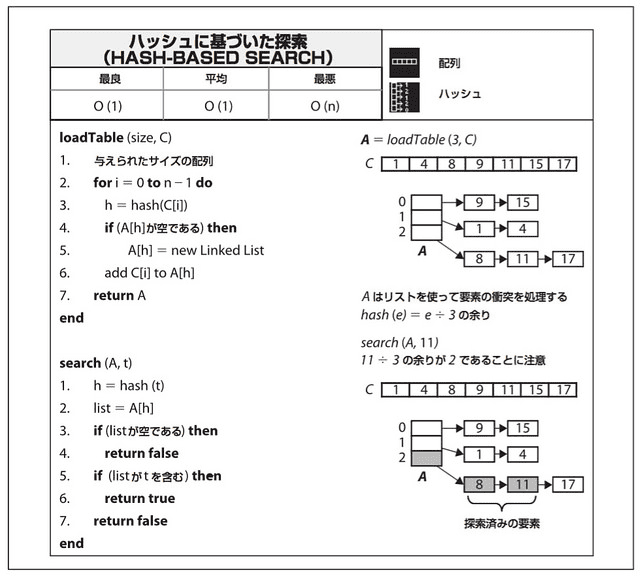 ハッシュに基づいた探索
(HASH-BASED SEARCH)
最良 平均 最悪
O (1) O (1) O (n)
配列
ハッシュ
loadTable (size, C)
1. 与えられたサイズの配列
2. for i = 0 to n − 1 do
3. h = hash(C[i])
4. if (A[h]が空である) then
5. A[h] = new Linked List
6. add C[i] to A[h]
7. return A
end
search (A, t)
1. h = hash (t)
2. list = A[h]
3. if (listが空である) then
4. return false
5. if (listがtを含む) then
6. return true
7. return false
end
A = loadTable (3, C)
C 1 4 8 9 11 15 17
0 9 15
1 1 4
2 8 11 17
A
Aはリストを使って要素の衝突を処理する
hash (e) = e ÷ 3 の余り
search (A, 11)
11 ÷ 3 の余りが 2 であることに注意
C 1 4 8 9 11 15 17
0 9 15
1 1 4
2 8 11 17
A
探索済みの要素